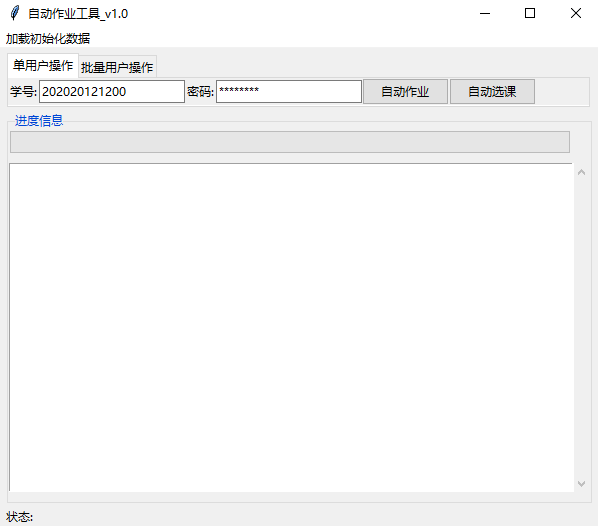 自动作业工具_v1.0
加载初始化数据
单用户操作 批量用户操作
学号: 202020121200 密码: ******** 自动作业 自动选课
进度信息
状态: